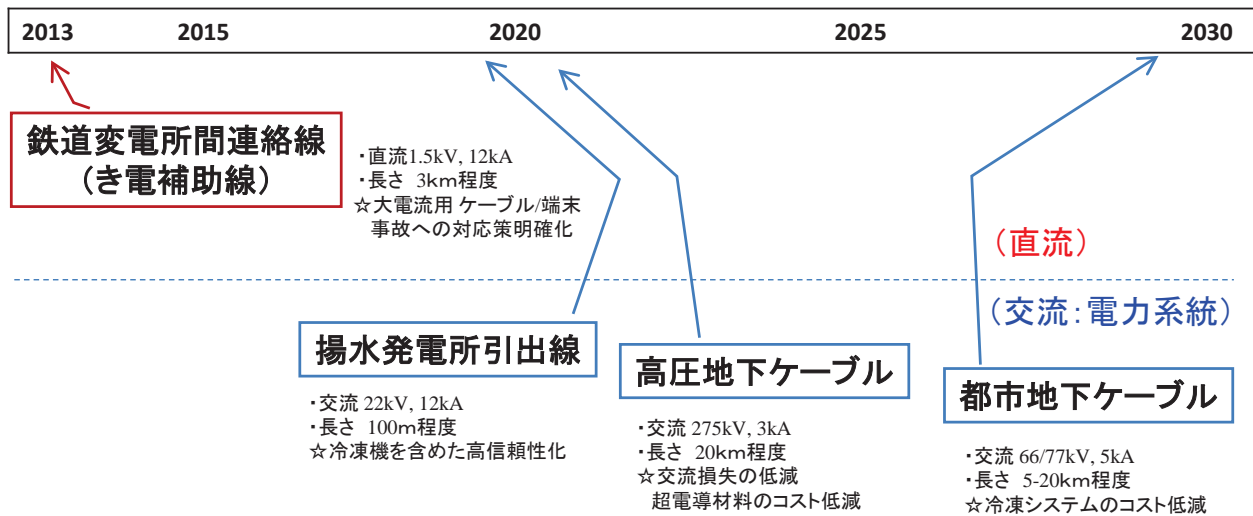 2013 2015 2020 2025 2030
鉄道変電所間連絡線
(き電補助線)
・直流1.5kV, 12kA
・長さ 3km程度
☆大電流用 ケーブル/端末
事故への対応策明確化
(直流)
(交流:電力系統)
揚水発電所引出線
・交流 22kV, 12kA
・長さ 100m程度
☆冷凍機を含めた高信頼性化
高圧地下ケーブル
・交流 275kV, 3kA
・長さ 20km程度
☆交流損失の低減
超電導材料のコスト低減
都市地下ケーブル
・交流 66/77kV, 5kA
・長さ 5-20km程度
☆冷凍システムのコスト低減